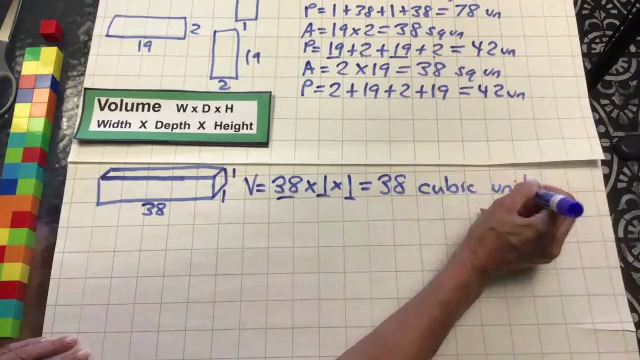 P = 1 + 38 + 1 + 38 = 78 un
1
A = 19 × 2 = 38 sq un
2
19
P = 19 + 2 + 19 + 2 = 42 un
19
2
A = 2 × 19 = 38 sq un
P = 2 + 19 + 2 + 19 = 42 un
Volume W x D x H
Width X Depth X Height
1
1
38
V = 38 × 1 × 1 = 38 cubic uni